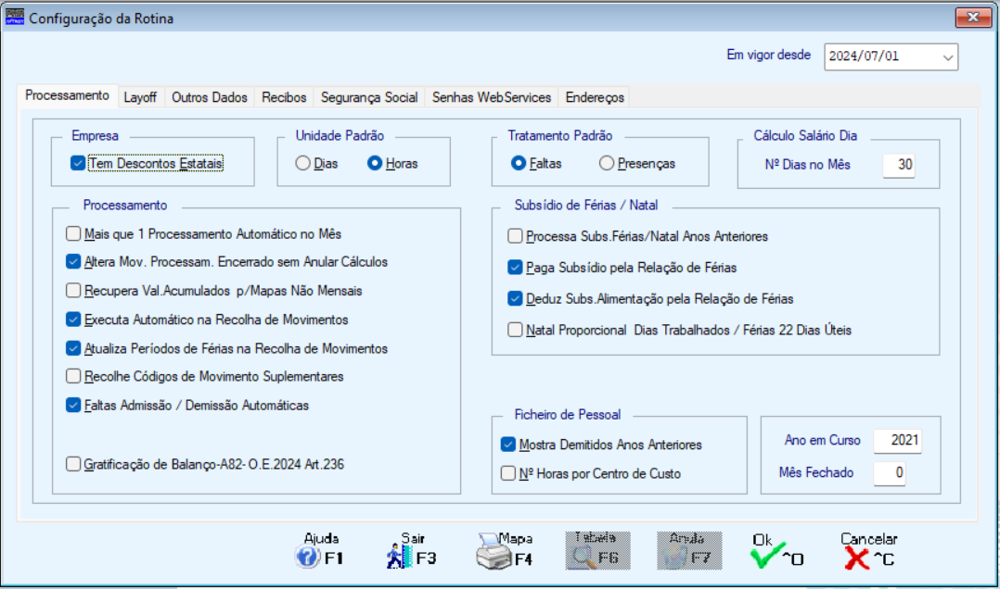 Configuração da Rotina
Em vigor desde 2024/07/01
Processamento Layoff Outros Dados Recibos Segurança Social Senhas WebServices Endereços
Empresa
Tem Descontos Estatais
Unidade Padrão
Dias Horas
Tratamento Padrão
Faltas Presenças
Cálculo Salário Dia
Nº Dias no Mês 30
Processamento
Mais que 1 Processamento Automático no Mês
Altera Mov. Processam. Encerrado sem Anular Cálculos
Recupera Val.Acumulados p/Mapas Não Mensais
Executa Automático na Recolha de Movimentos
Atualiza Períodos de Férias na Recolha de Movimentos
Recolhe Códigos de Movimento Suplementares
Faltas Admissão / Demissão Automáticas
Gratificação de Balanço-A82- O.E.2024 Art.236
Subsídio de Férias / Natal
Processa Subs.Férias/Natal Anos Anteriores
Paga Subsídio pela Relação de Férias
Deduz Subs.Alimentação pela Relação de Férias
Natal Proporcional Dias Trabalhados / Férias 22 Dias Úteis
Ficheiro de Pessoal
Mostra Demitidos Anos Anteriores
Nº Horas por Centro de Custo
Ano em Curso 2021
Mês Fechado 0
Ajuda F1
Sair F3
Mapa F4
Tabela F6
Anula F7
Ok ^O
Cancelar ^C